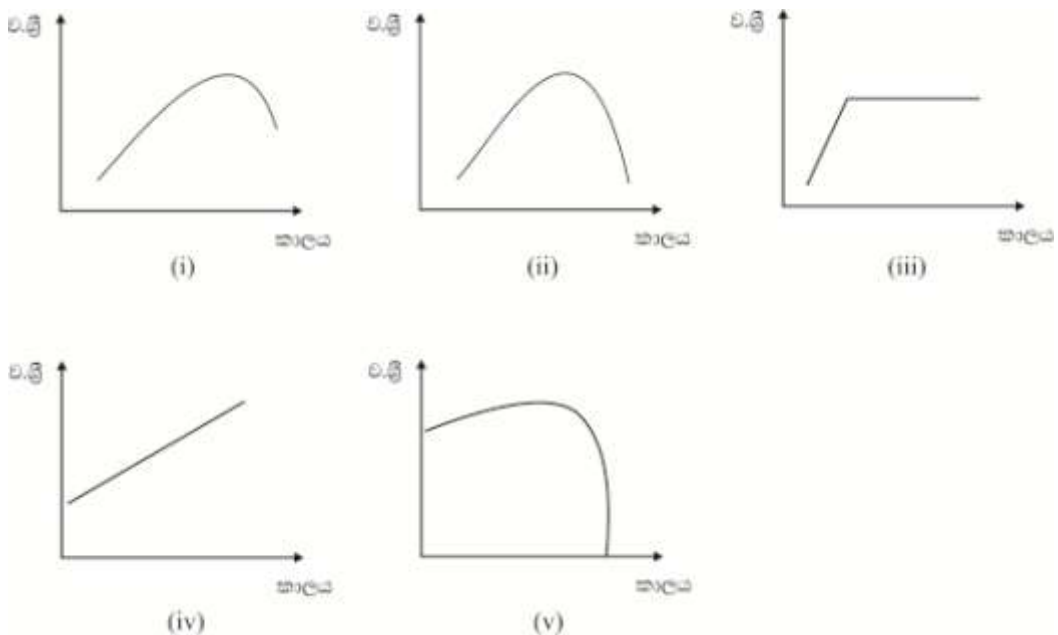 ව.ශ්‍රී ව.ශ්‍රී ව.ශ්‍රී
කාලය කාලය කාලය
(i) (ii) (iii)
ව.ශ්‍රී ව.ශ්‍රී
කාලය කාලය
(iv) (v)